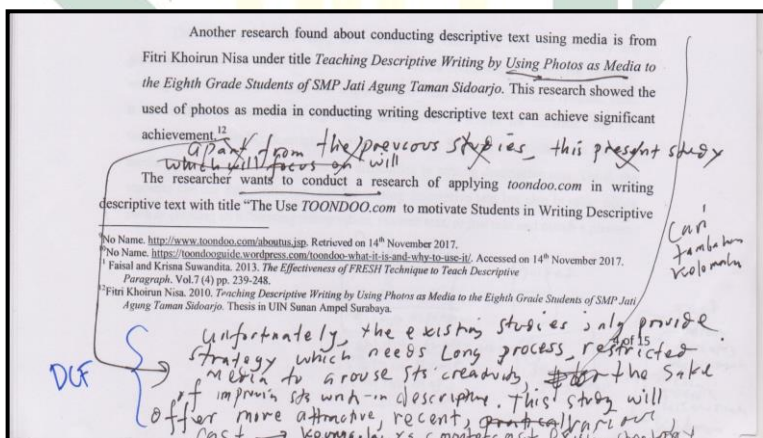 Another research found about conducting descriptive text using media is from
Fitri Khoirun Nisa under title Teaching Descriptive Writing by Using Photos as Media to
the Eighth Grade Students of SMP Jati Agung Taman Sidoarjo. This research showed the
used of photos as media in conducting writing descriptive text can achieve significant
achievement.12
apart from the previous studies, this present study
which will focus on will
The researcher wants to conduct a research of applying toondoo.com in writing
descriptive text with title "The Use TOONDOO.com to motivate Students in Writing Descriptive
Cari
tambahan
No Name. http://www.toondoo.com/aboutus.jsp. Retrieved on 14th November 2017.
No Name. https://toondooguide.wordpress.com/toondoo-what-it-is-and-why-to-use-it/. Accessed on 14th November 2017.
Faisal and Krisna Suwandita. 2013. The Effectiveness of FRESH Technique to Teach Descriptive
Paragraph. Vol.7 (4) pp. 239-248.
12Fitri Khoirun Nisa. 2010. Teaching Descriptive Writing by Using Photos as Media to the Eighth Grade Students of SMP Jati
Agung Taman Sidoarjo. Thesis in UIN Sunan Ampel Surabaya.
of 15
DCF
unfortunately, the existing studies only provide
strategy which needs Long process, restricted
media to arouse sts' creativity, the sake
of improvin sts writ-in descriptive. This study will
offer more attractive, recent, various